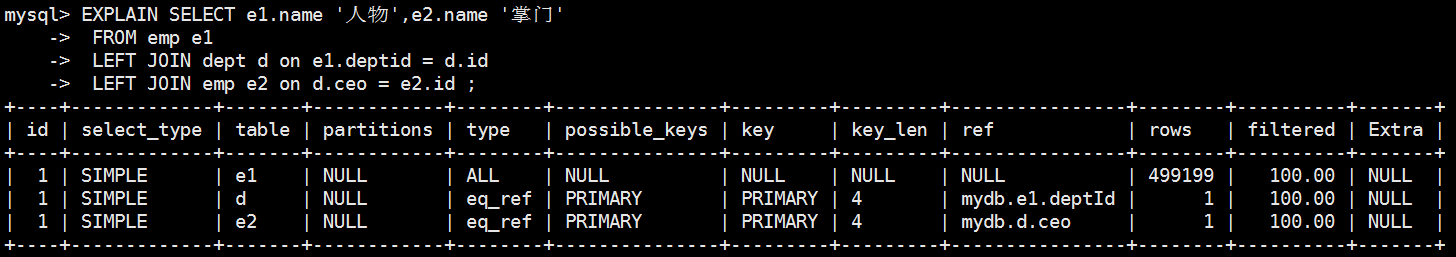 mysql> EXPLAIN SELECT e1.name '人物',e2.name '掌门'
    ->  FROM emp e1
    ->  LEFT JOIN dept d on e1.deptid = d.id
    ->  LEFT JOIN emp e2 on d.ceo = e2.id ;
+----+-------------+-------+------------+--------+---------------+---------+---------+-----------------+--------+----------+-------+
| id | select_type | table | partitions | type   | possible_keys | key     | key_len | ref             | rows   | filtered | Extra |
+----+-------------+-------+------------+--------+---------------+---------+---------+-----------------+--------+----------+-------+
|  1 | SIMPLE      | e1    | NULL       | ALL    | NULL          | NULL    | NULL    | NULL            | 499199 |   100.00 | NULL  |
|  1 | SIMPLE      | d     | NULL       | eq_ref | PRIMARY       | PRIMARY | 4       | mydb.e1.deptId  |      1 |   100.00 | NULL  |
|  1 | SIMPLE      | e2    | NULL       | eq_ref | PRIMARY       | PRIMARY | 4       | mydb.d.ceo      |      1 |   100.00 | NULL  |
+----+-------------+-------+------------+--------+---------------+---------+---------+-----------------+--------+----------+-------+